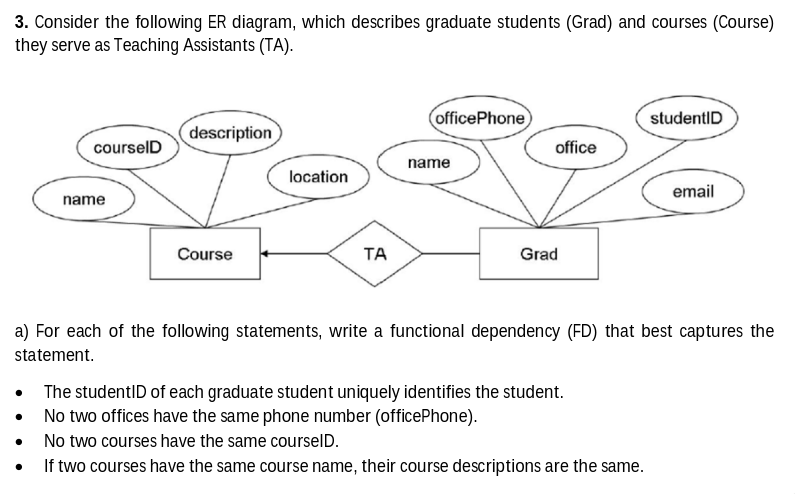 3. Consider the following ER diagram, which describes graduate students (Grad) and courses (Course)
they serve as Teaching Assistants (TA).
officePhone
studentID
description
courseID
office
name
location
email
name
Course
TA
Grad
a) For each of the following statements, write a functional dependency (FD) that best captures the
statement.
• The studentID of each graduate student uniquely identifies the student.
• No two offices have the same phone number (officePhone).
• No two courses have the same courseID.
• If two courses have the same course name, their course descriptions are the same.